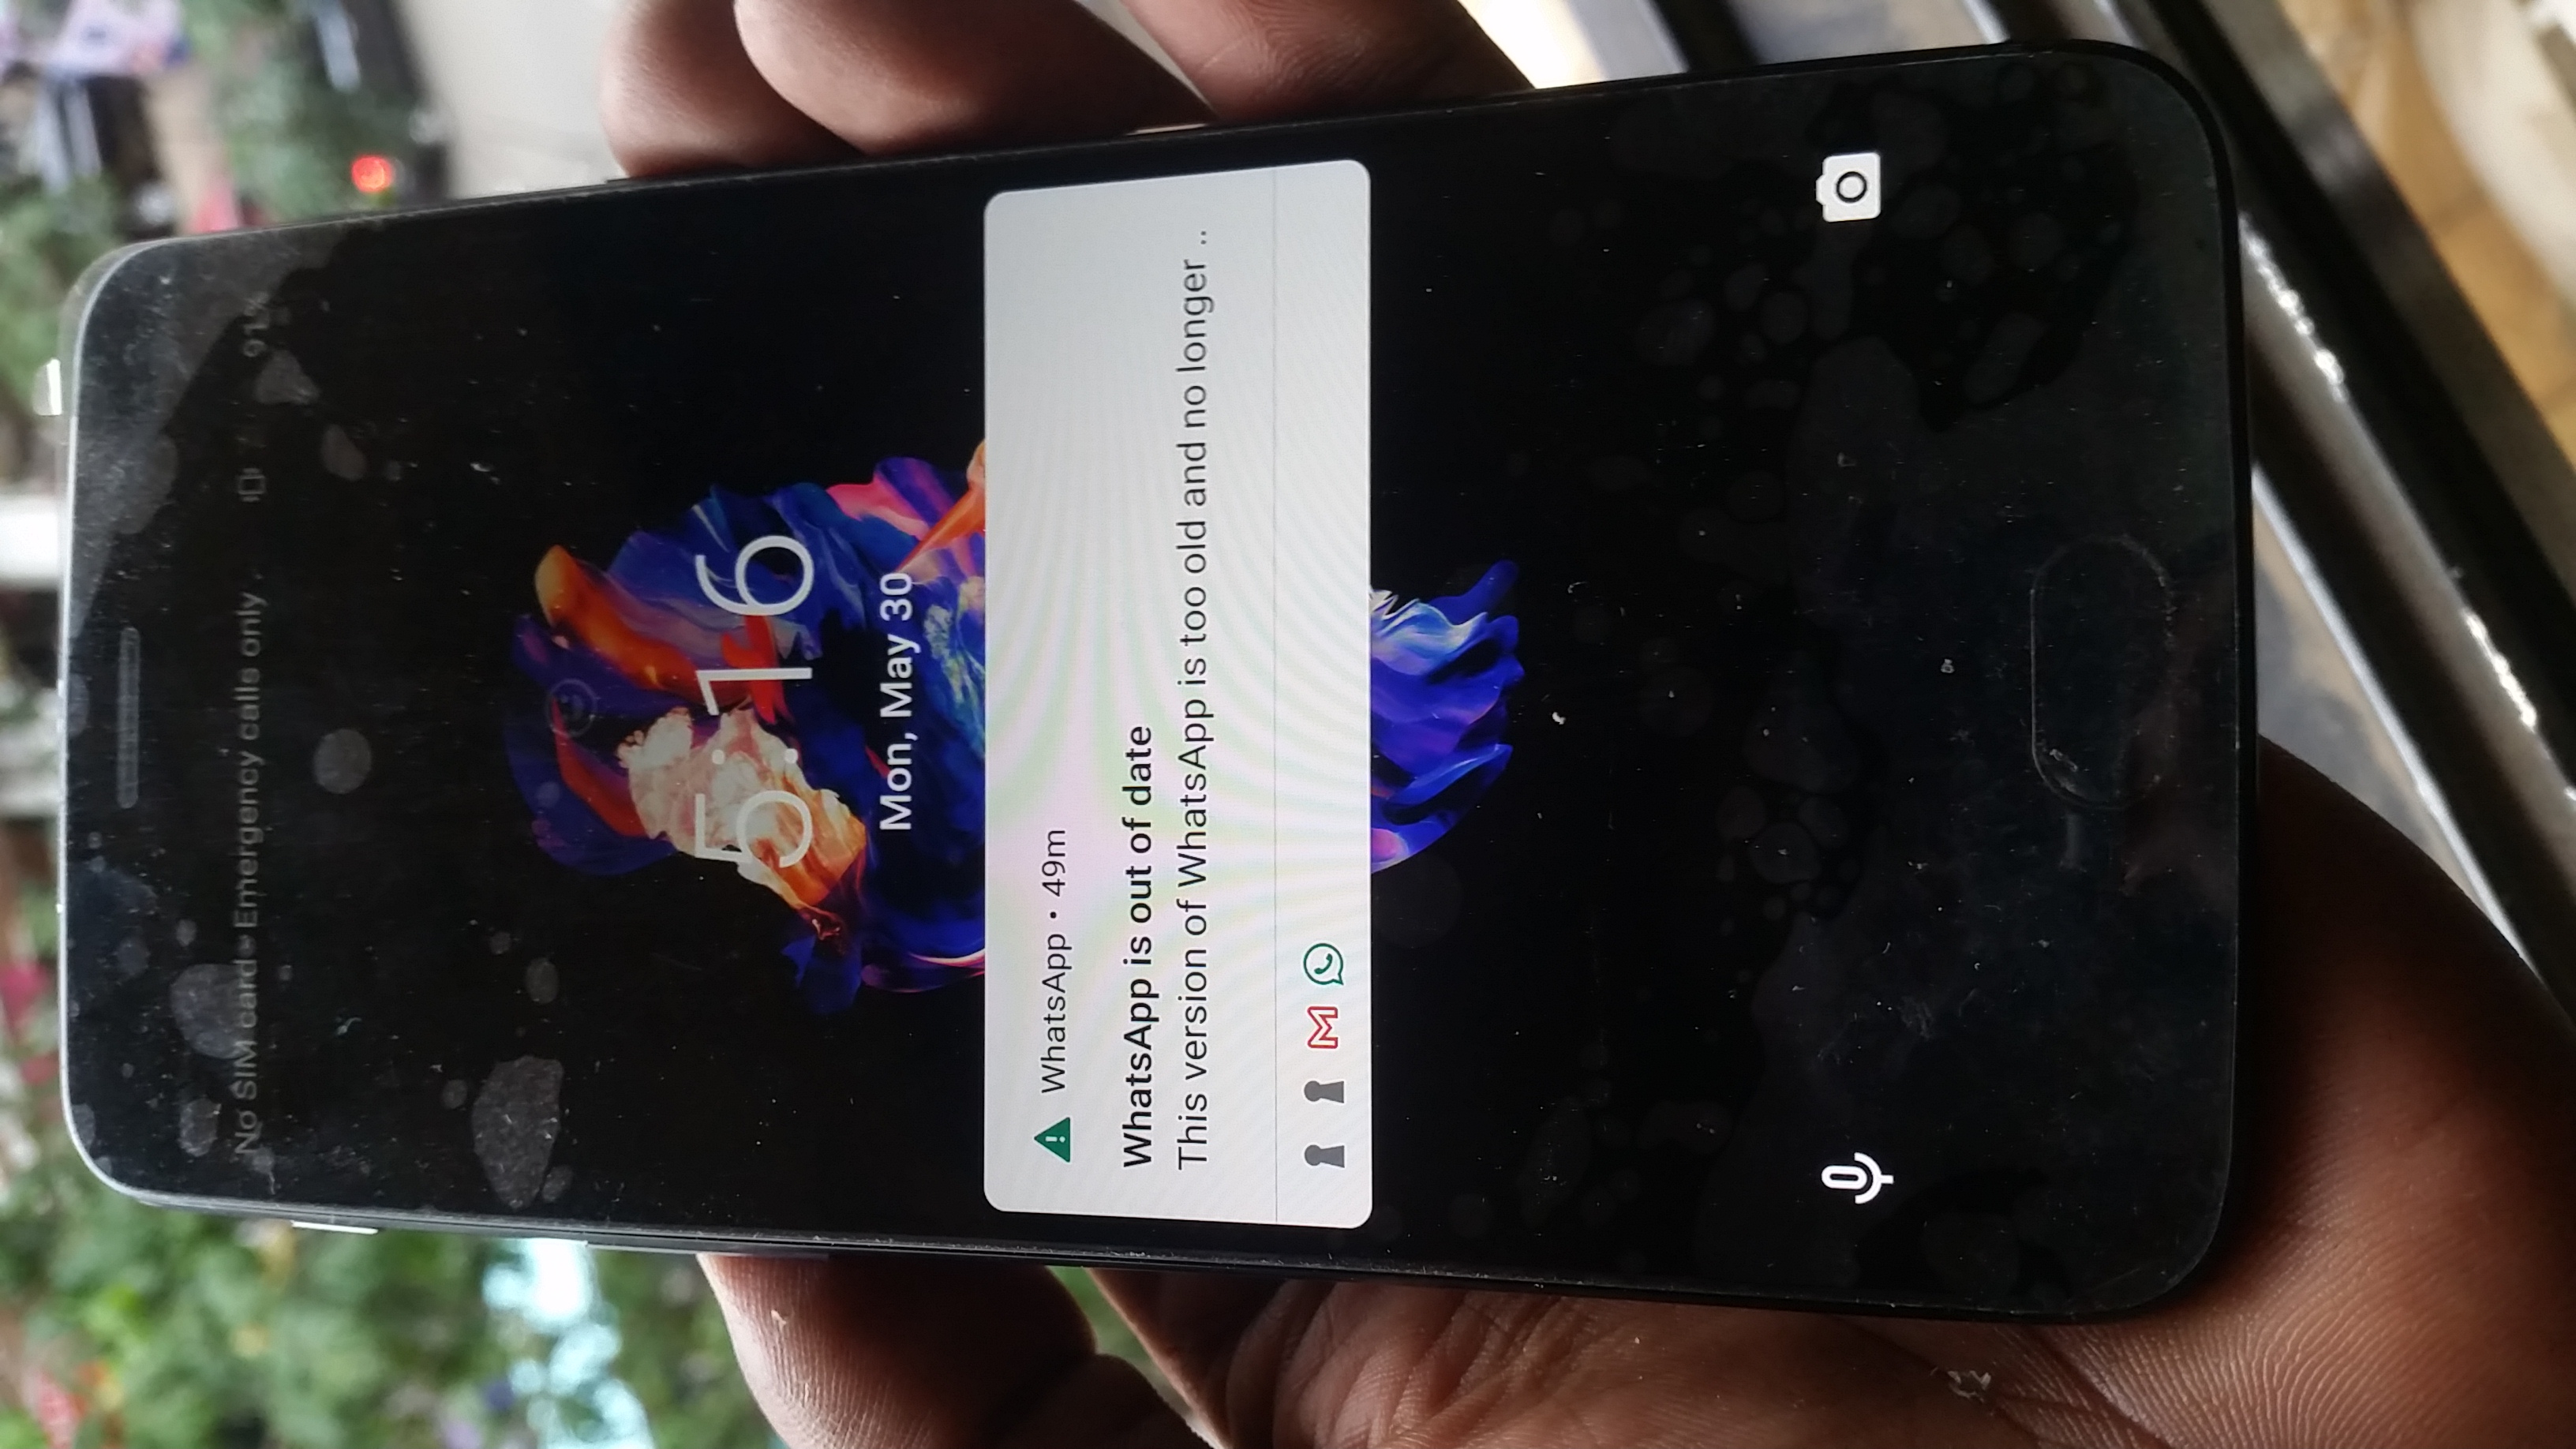 No SIM card - Emergency calls only .
91%
5:16
Mon, May 30
WhatsApp • 49m
WhatsApp is out of date
This version of WhatsApp is too old and no longer ..